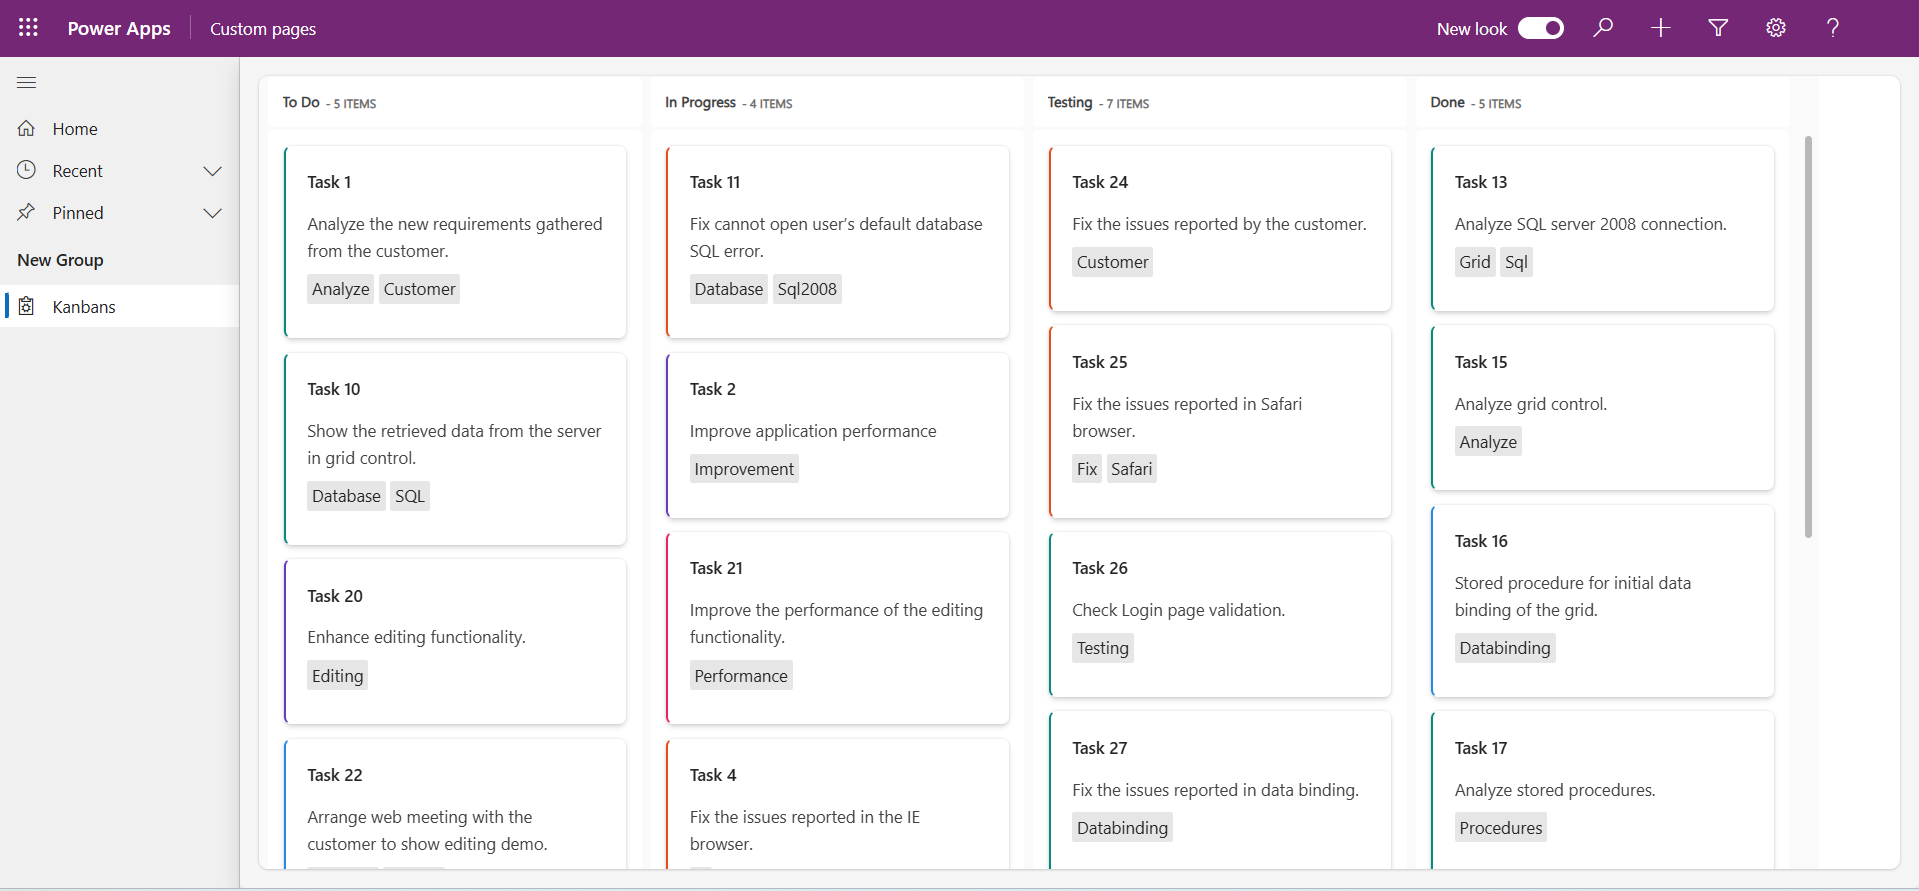 Power Apps
Custom pages
New look
Home
Recent
Pinned
New Group
Kanbans
To Do - 5 ITEMS
Task 1
Analyze the new requirements gathered
from the customer.
Analyze Customer
Task 10
Show the retrieved data from the server
in grid control.
Database SQL
Task 20
Enhance editing functionality.
Editing
Task 22
Arrange web meeting with the
customer to show editing demo.
In Progress - 4 ITEMS
Task 11
Fix cannot open user's default database
SQL error.
Database Sql2008
Task 2
Improve application performance
Improvement
Task 21
Improve the performance of the editing
functionality.
Performance
Task 4
Fix the issues reported in the IE
browser.
Testing - 7 ITEMS
Task 24
Fix the issues reported by the customer.
Customer
Task 25
Fix the issues reported in Safari
browser.
Fix Safari
Task 26
Check Login page validation.
Testing
Task 27
Fix the issues reported in data binding.
Databinding
Done - 5 ITEMS
Task 13
Analyze SQL server 2008 connection.
Grid Sql
Task 15
Analyze grid control.
Analyze
Task 16
Stored procedure for initial data
binding of the grid.
Databinding
Task 17
Analyze stored procedures.
Procedures